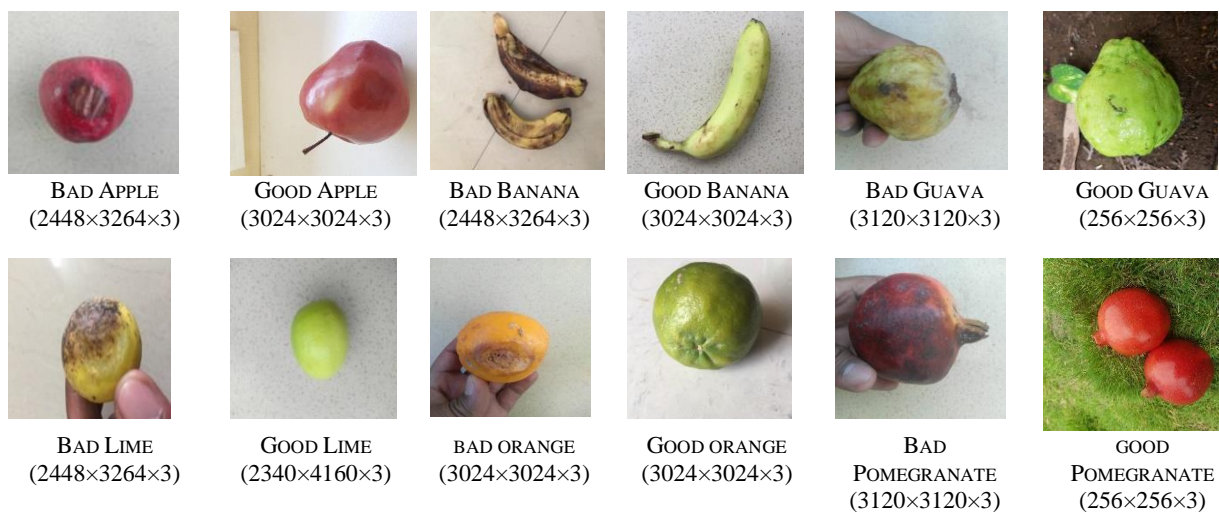 BAD APPLE
(2448×3264×3)
GOOD APPLE
(3024×3024×3)
BAD BANANA
(2448×3264×3)
GOOD BANANA
(3024×3024×3)
BAD GUAVA
(3120×3120×3)
GOOD GUAVA
(256×256×3)
BAD LIME
(2448×3264×3)
GOOD LIME
(2340×4160×3)
BAD ORANGE
(3024×3024×3)
GOOD ORANGE
(3024×3024×3)
BAD
POMEGRANATE
(3120×3120×3)
GOOD
POMEGRANATE
(256×256×3)